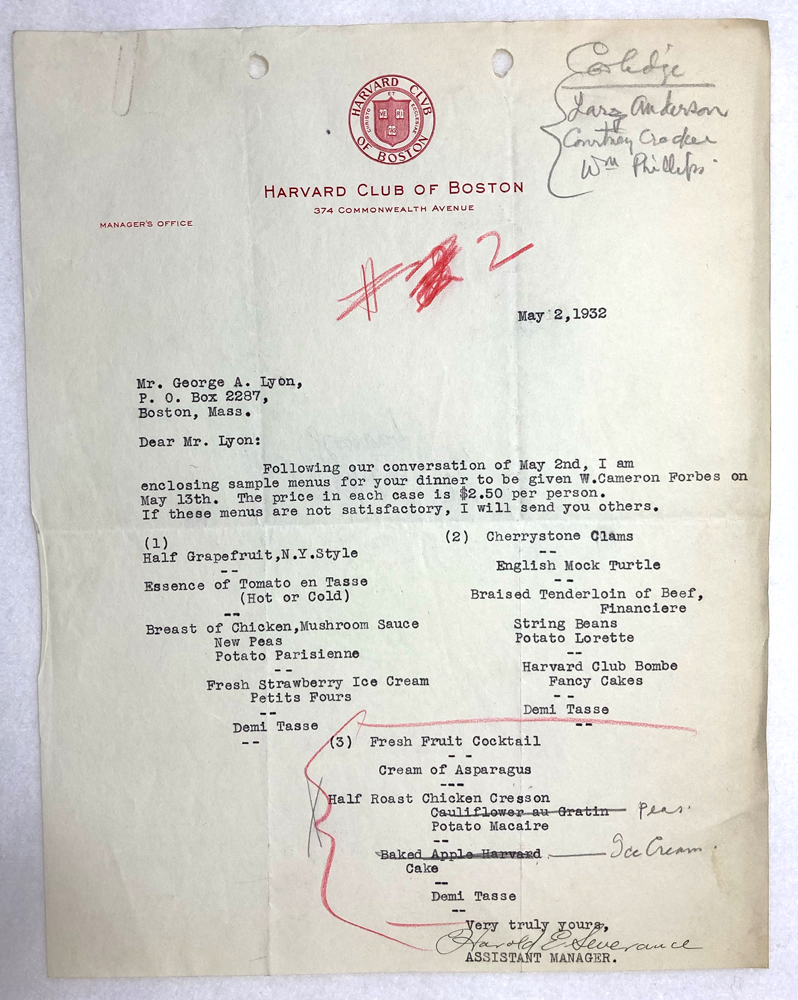 Coolidge
Larz Anderson
Courtney Crocker
Wm Phillips
HARVARD CLVB
OF BOSTON
CHRISTO ET ECCLESIAE
HARVARD CLUB OF BOSTON
374 COMMONWEALTH AVENUE
MANAGER'S OFFICE
# 2
May 2,1932
Mr. George A. Lyon,
P. O. Box 2287,
Boston, Mass.
Dear Mr. Lyon:
Following our conversation of May 2nd, I am
enclosing sample menus for your dinner to be given W.Cameron Forbes on
May 13th. The price in each case is $2.50 per person.
If these menus are not satisfactory, I will send you others.
(1)
Half Grapefruit,N.Y.Style
--
Essence of Tomato en Tasse
(Hot or Cold)
--
Breast of Chicken,Mushroom Sauce
New Peas
Potato Parisienne
--
Fresh Strawberry Ice Cream
Petits Fours
--
Demi Tasse
--
(2) Cherrystone Clams
--
English Mock Turtle
--
Braised Tenderloin of Beef,
Financiere
String Beans
Potato Lorette
--
Harvard Club Bombe
Fancy Cakes
--
Demi Tasse
--
(3) Fresh Fruit Cocktail
--
Cream of Asparagus
---
Half Roast Chicken Cresson
Cauliflower au Gratin Peas.
Potato Macaire
--
Baked Apple Harvard Ice Cream.
Cake
--
Demi Tasse
--
Very truly yours,
Harold E. Severance
ASSISTANT MANAGER.